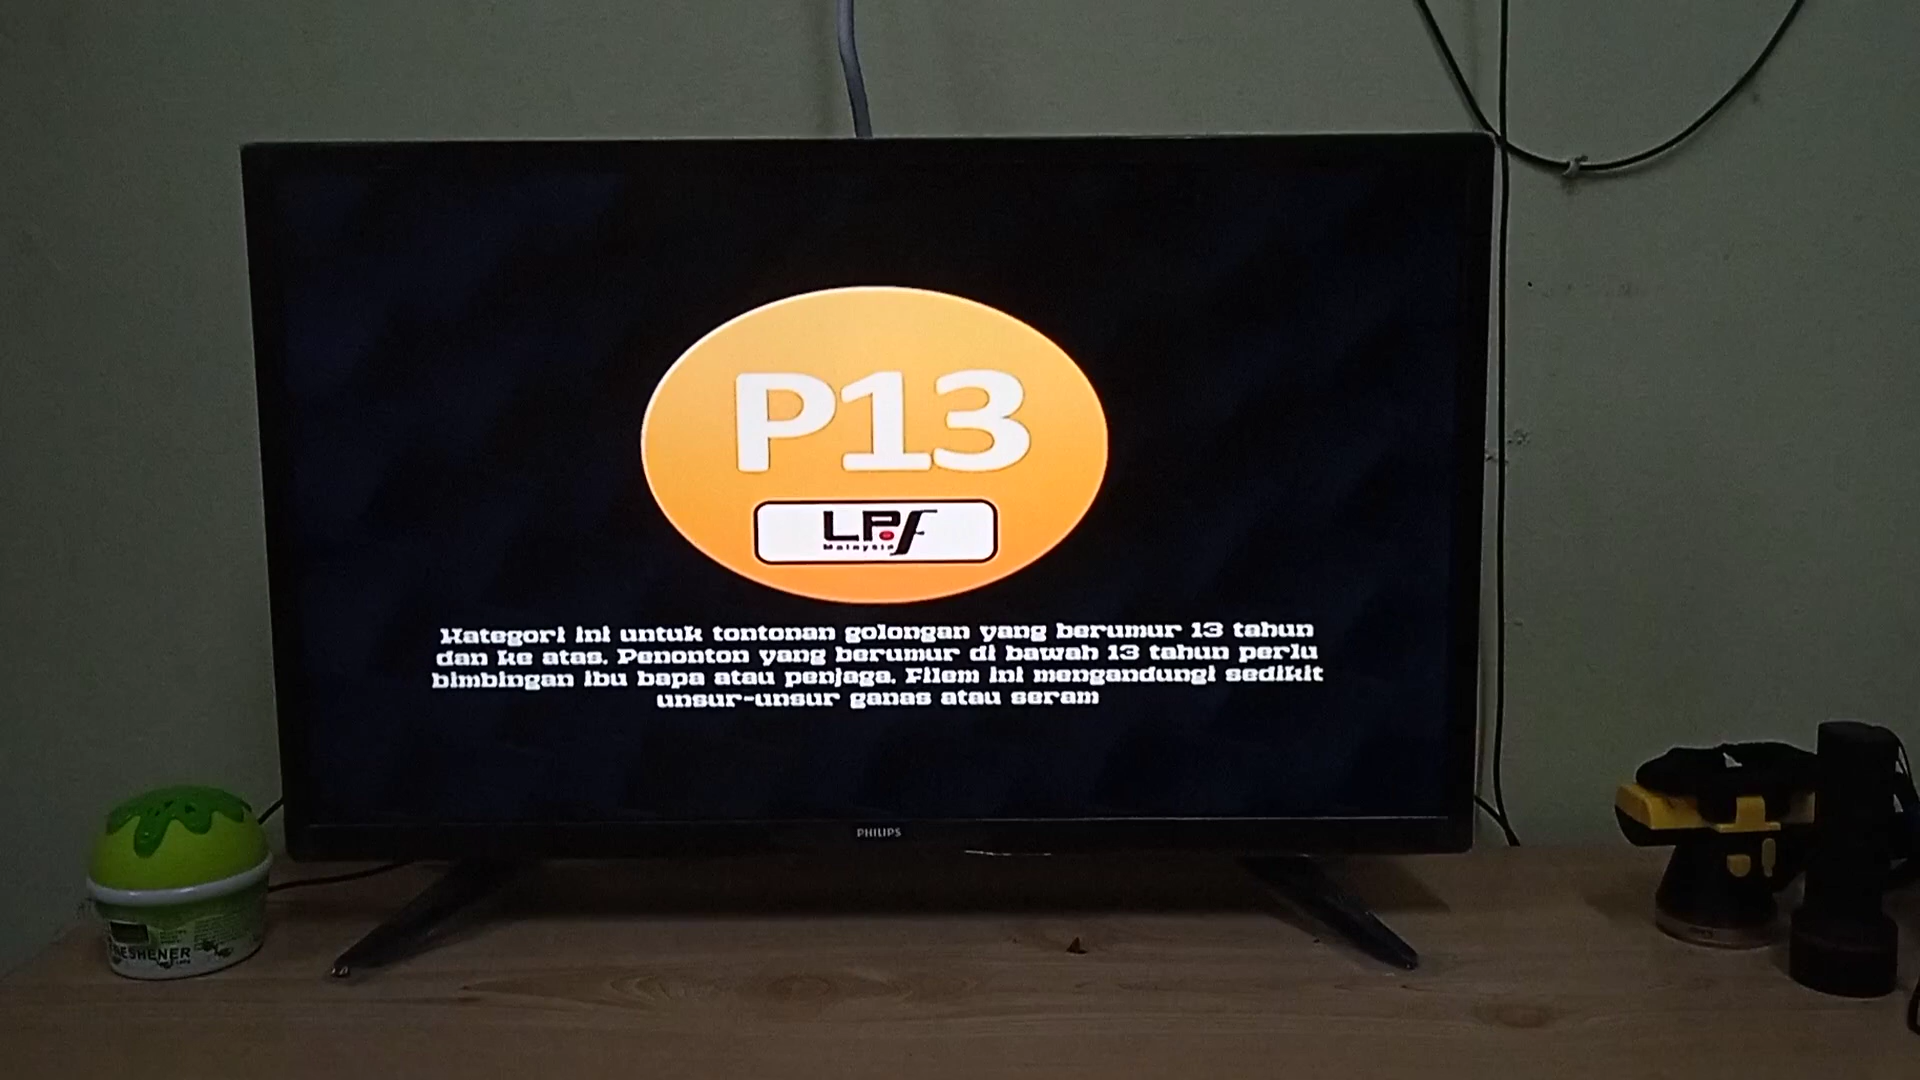 P13
LPf
Malaysia
Kategori ini untuk tontonan golongan yang berumur 13 tahun
dan ke atas. Penonton yang berumur di bawah 13 tahun perlu
bimbingan ibu bapa atau penjaga. Filem ini mengandungi sedikit
unsur-unsur ganas atau seram
PHILIPS
RESHENER